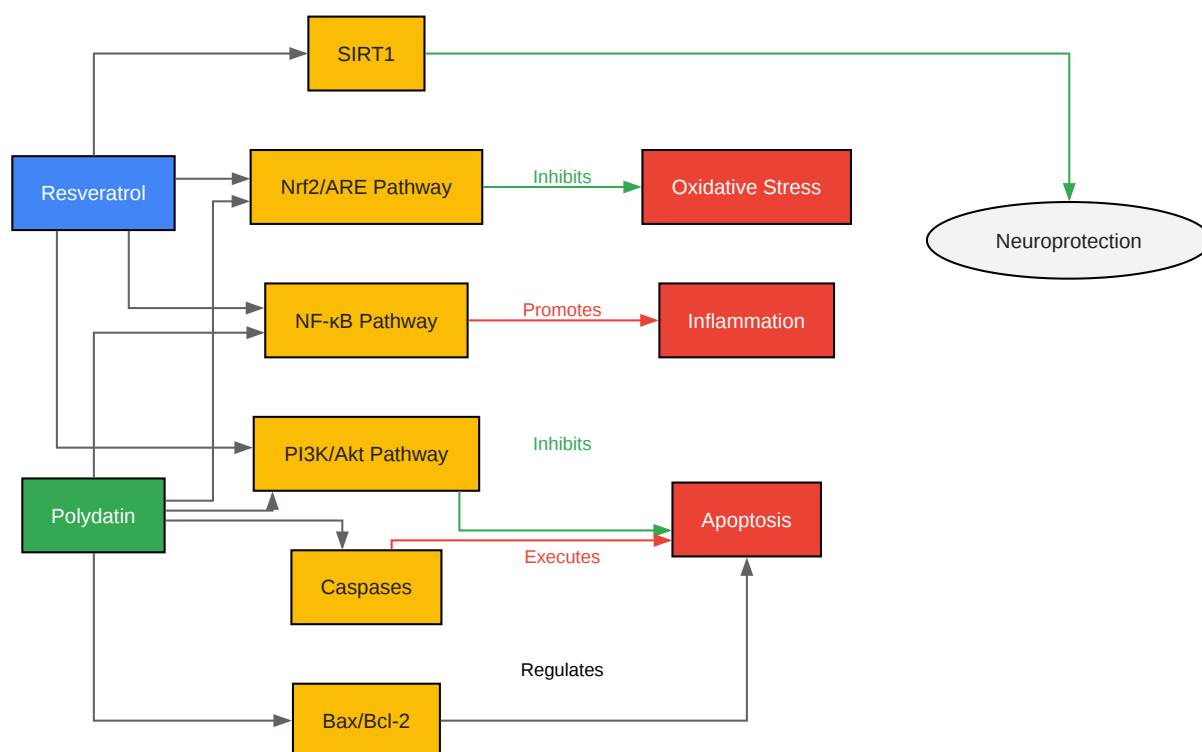 SIRT1
Resveratrol
Nrf2/ARE Pathway
Inhibits
Oxidative Stress
Neuroprotection
NF-κB Pathway
Promotes
Inflammation
PI3K/Akt Pathway
Inhibits
Polydatin
Apoptosis
Executes
Caspases
Regulates
Bax/Bcl-2